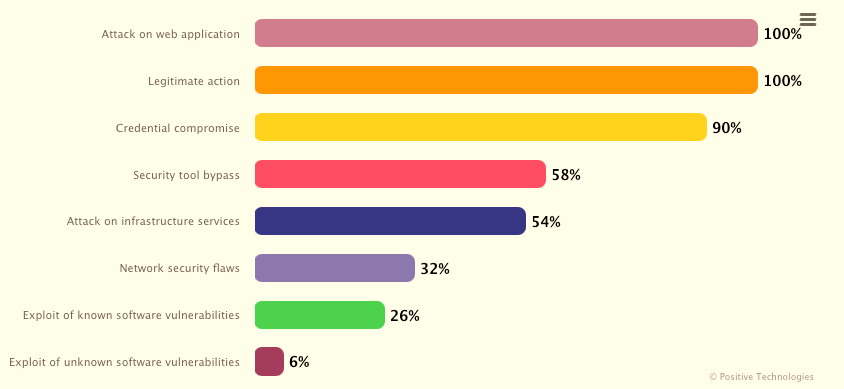 Attack on web application 100%
Legitimate action 100%
Credential compromise 90%
Security tool bypass 58%
Attack on infrastructure services 54%
Network security flaws 32%
Exploit of known software vulnerabilities 26%
Exploit of unknown software vulnerabilities 6%
© Positive Technologies